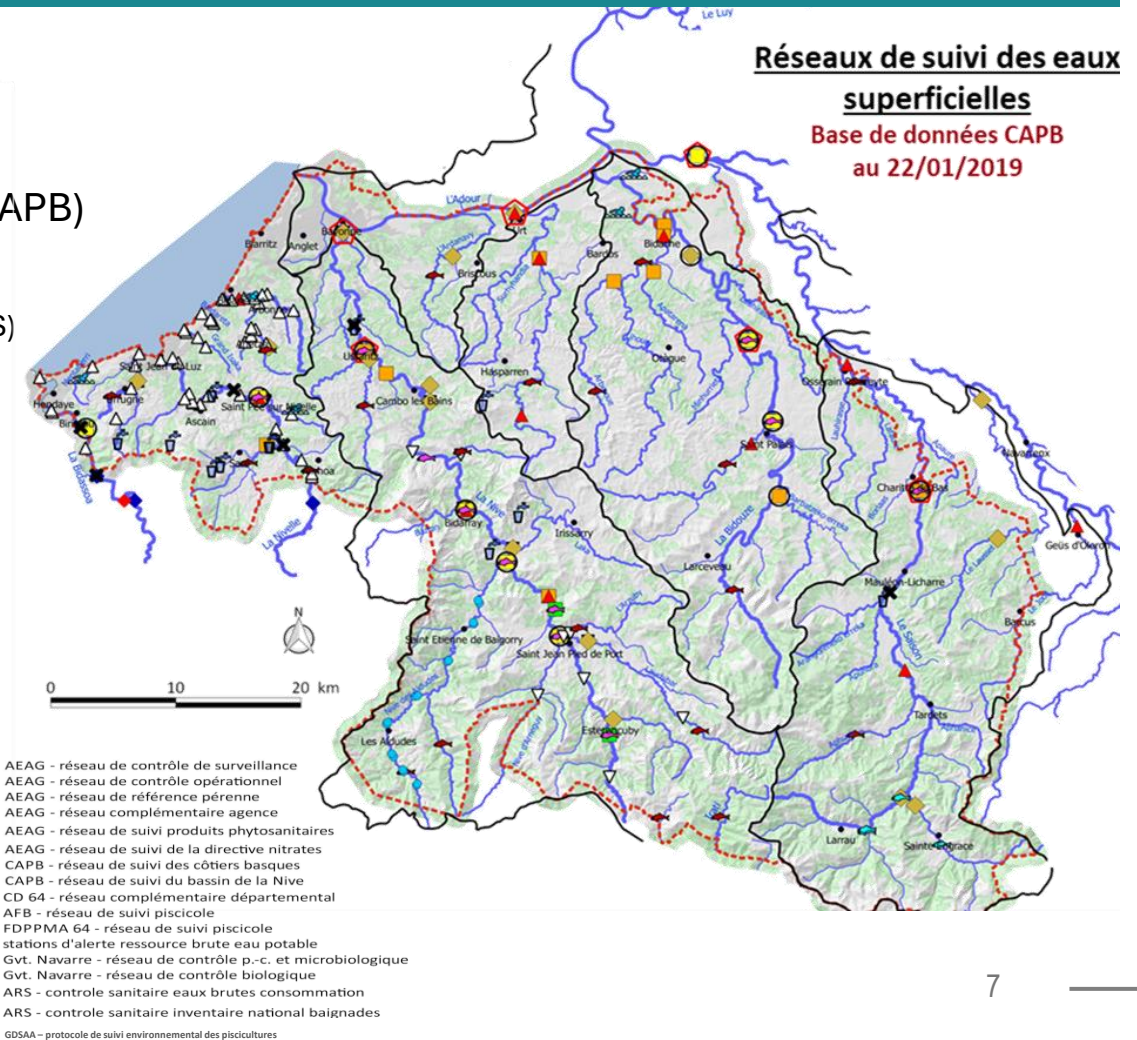 Réseaux de suivi des eaux
superficielles
Base de données CAPB
au 22/01/2019
APB)
S)
Le Luy
L'Adour
Urt
Biarritz
Anglet
Briscous
Bardos
Bidache
Arbonne
Saint Jean de Luz
Hendaye
Urrugne
Biriatou
Ascain
Saint Pée sur Nivelle
Ustaritz
Cambo les Bains
Hasparren
Orègue
Osserain Rivareyte
Saint Palais
Navarrenx
Charritte de Bas
La Bidassoa
La Nivelle
La Nive
Bidarray
Irissarry
La Bidouze
Larceveau
Geüs d'Oloron
Mauléon-Licharre
Barcus
Le Saison
Saint Etienne de Baigorry
Saint Jean Pied de Port
Tardets
Les Aldudes
Estérençuby
Larrau
Sainte Engrace
N
0 10 20 km
AEAG - réseau de contrôle de surveillance
AEAG - réseau de contrôle opérationnel
AEAG - réseau de référence pérenne
AEAG - réseau complémentaire agence
AEAG - réseau de suivi produits phytosanitaires
AEAG - réseau de suivi de la directive nitrates
CAPB - réseau de suivi des côtiers basques
CAPB - réseau de suivi du bassin de la Nive
CD 64 - réseau complémentaire départemental
AFB - réseau de suivi piscicole
FDPPMA 64 - réseau de suivi piscicole
stations d'alerte ressource brute eau potable
Gvt. Navarre - réseau de contrôle p.-c. et microbiologique
Gvt. Navarre - réseau de contrôle biologique
ARS - controle sanitaire eaux brutes consommation
ARS - controle sanitaire inventaire national baignades
GDSAA – protocole de suivi environnemental des piscicultures
7